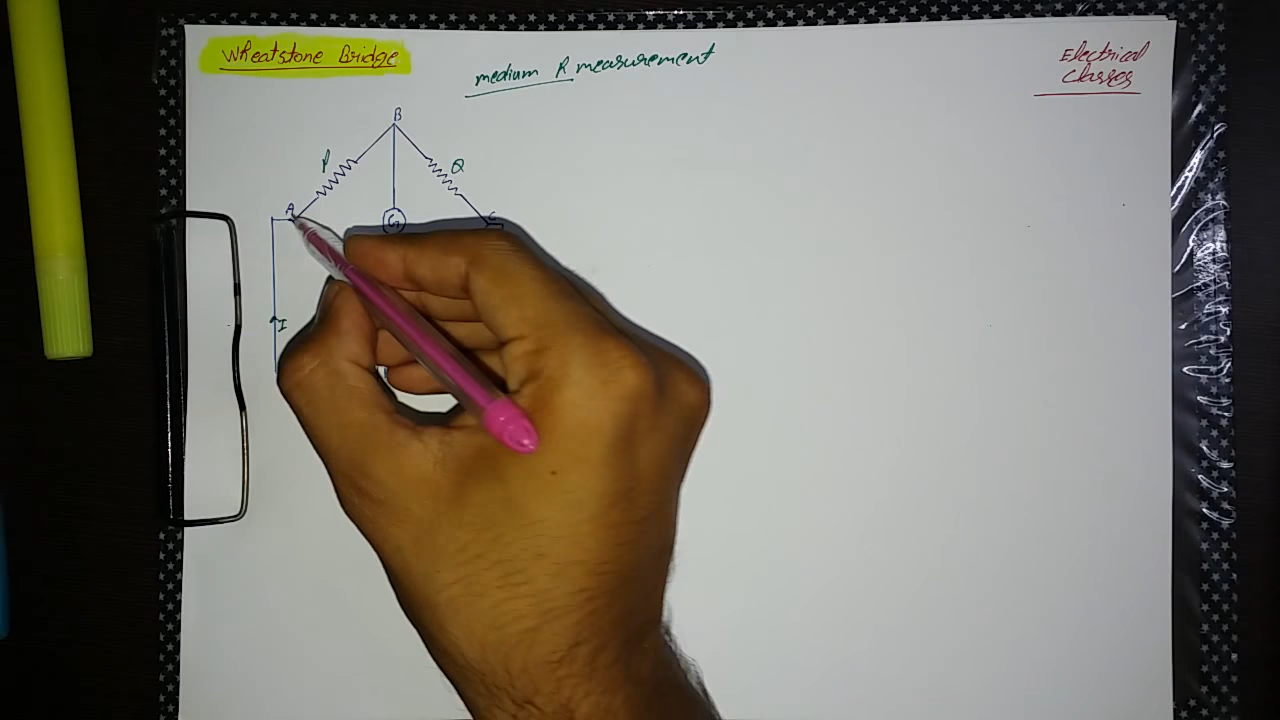 Wheatstone Bridge
medium R measurement
Electrical
Classes
B
P
Q
A
G
C
I